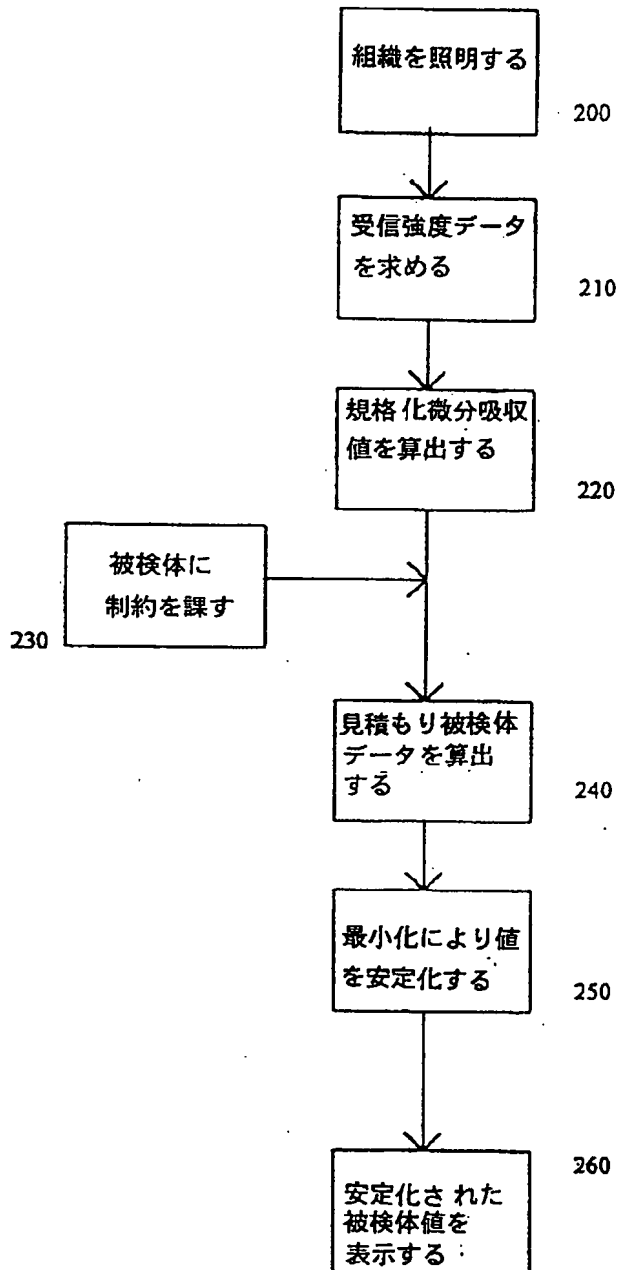 組織を照明する
200
受信強度データ
を求める
210
規格化微分吸収
値を算出する
220
被検体に
制約を課す
230
見積もり被検体
データを算出
する
240
最小化により値
を安定化する
250
260
安定化された
被検体値を
表示する